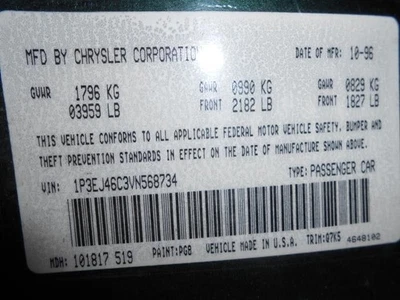 MFD BY CHRYSLER CORPORATION DATE OF MFR: 10-96
GVWR 1796 KG GAWR 0990 KG GAWR 0829 KG
03959 LB FRONT 2182 LB FRONT 1827 LB
THIS VEHICLE CONFORMS TO ALL APPLICABLE FEDERAL MOTOR VEHICLE SAFETY, BUMPER AND
THEFT PREVENTION STANDARDS IN EFFECT ON THE DATE OF MANUFACTURE SHOWN ABOVE.
VIN: 1P3EJ46C3VN568734 TYPE: PASSENGER CAR
MDH: 101817 519 PAINT:PGB VEHICLE MADE IN U.S.A. TRIM:Q7K5 4648102